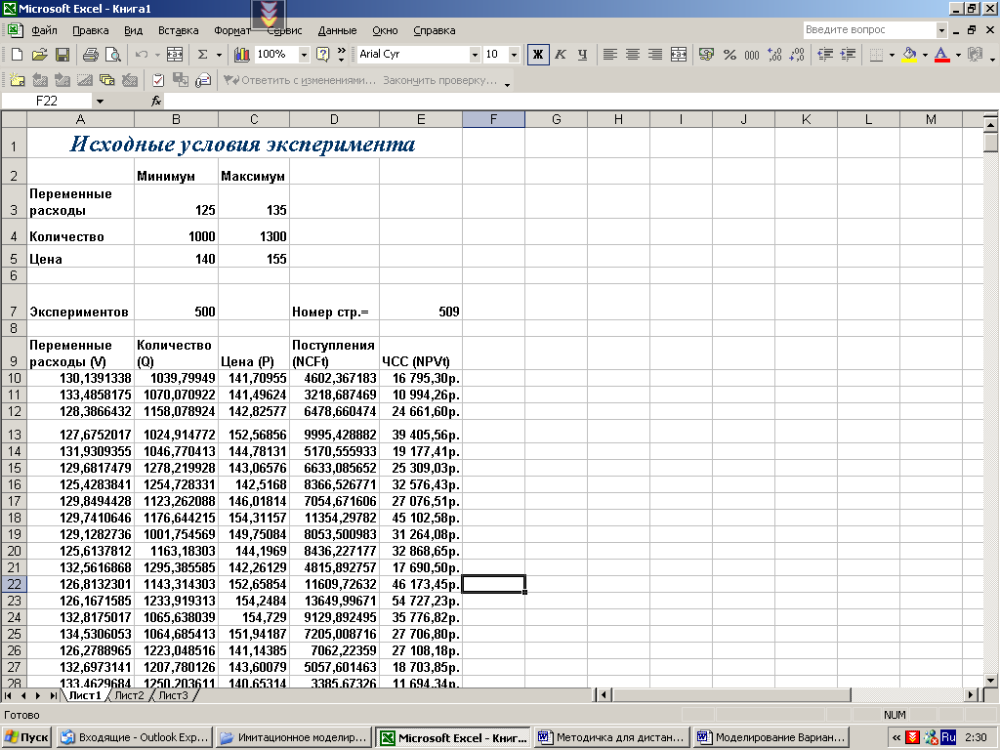 Microsoft Excel - Книга1
Файл Правка Вид Вставка Формат Сервис Данные Окно Справка Введите вопрос
100% Arial Cyr 10 Ж К Ч
Ответить с изменениями... Закончить проверку...
F22 fx
A B C D E F G H I J K L M
1 Исходные условия эксперимента
2 Минимум Максимум
Переменные
3 расходы 125 135
4 Количество 1000 1300
5 Цена 140 155
6
7 Экспериментов 500 Номер стр.= 509
8
Переменные Количество Поступления
9 расходы (V) (Q) Цена (P) (NCFt) ЧСС (NPVt)
10 130,1391338 1039,79949 141,70955 4602,367183 16 795,30р.
11 133,4858175 1070,070922 141,49624 3218,687469 10 994,26р.
12 128,3866432 1158,078924 142,82577 6478,660474 24 661,60р.
13 127,6752017 1024,914772 152,56856 9995,428882 39 405,56р.
14 131,9309355 1046,770413 144,78131 5170,555933 19 177,41р.
15 129,6817479 1278,219928 143,06576 6633,085652 25 309,03р.
16 125,4283841 1254,728331 142,5168 8366,526771 32 576,43р.
17 129,8494428 1123,262088 146,01814 7054,671606 27 076,51р.
18 129,7410646 1176,644215 154,31157 11354,29782 45 102,58р.
19 129,1282736 1001,754569 149,75084 8053,500983 31 264,08р.
20 125,6137812 1163,18303 144,1969 8436,227177 32 868,65р.
21 132,5616868 1295,385585 142,26129 4815,892757 17 690,50р.
22 126,8132301 1143,314303 152,65854 11609,72632 46 173,45р.
23 126,1671585 1233,919313 154,2484 13649,99671 54 727,23р.
24 132,8175017 1065,638039 154,729 9129,892495 35 776,82р.
25 134,5306053 1064,685413 151,94187 7205,008716 27 706,80р.
26 126,2788965 1223,048516 141,14385 7062,22359 27 108,18р.
27 132,6973141 1207,780126 143,60079 5057,601463 18 703,85р.
28 133,4629684 1250,203611 140,65314 3385,67326 11 694,34р.
Лист1 Лист2 Лист3
Готово NUM
Пуск Входящие - Outlook Exp... Имитационное моделир... Microsoft Excel - Книг... Методичка для дистан... Моделирование Вариан... « Ru 2:30